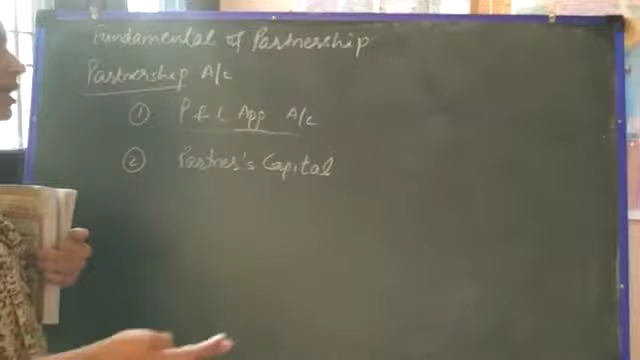 Fundamental of Partnership
Partnership A/c
① P & L App A/c
② Partner's Capital